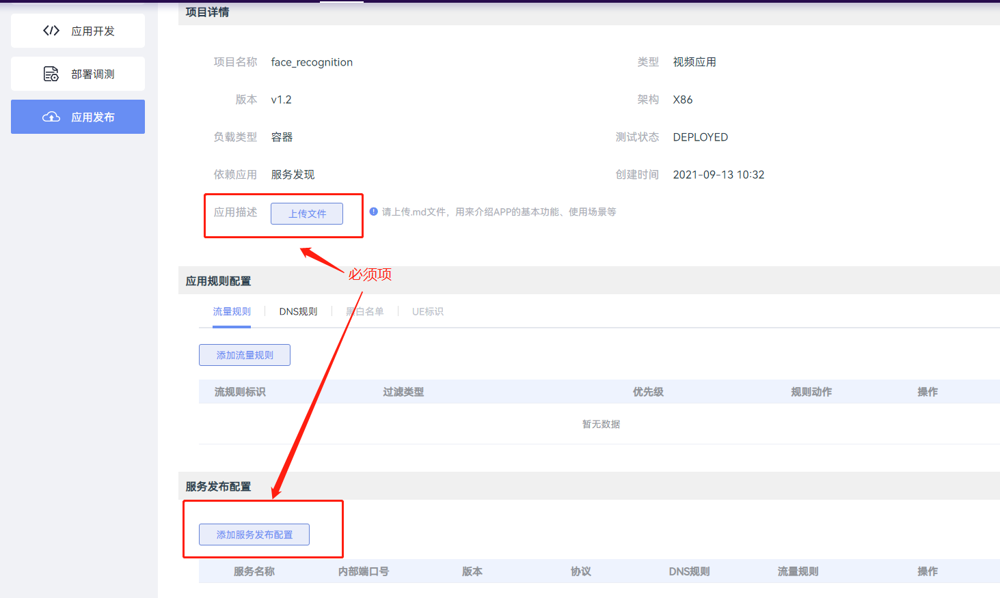 项目详情
应用开发
部署调测
应用发布
项目名称 face_recognition 类型 视频应用
版本 v1.2 架构 X86
负载类型 容器 测试状态 DEPLOYED
依赖应用 服务发现 创建时间 2021-09-13 10:32
应用描述 上传文件 请上传.md文件，用来介绍APP的基本功能、使用场景等
必须项
应用规则配置
流量规则 DNS规则 黑白名单 UE标识
添加流量规则
流规则标识 过滤类型 优先级 规则动作 操作
暂无数据
服务发布配置
添加服务发布配置
服务名称 内部端口号 版本 协议 DNS规则 流量规则 操作